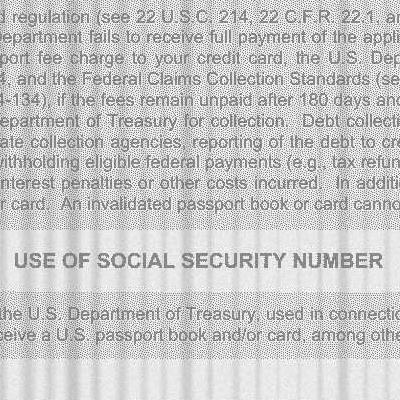 d regulation (see 22 U.S.C. 214, 22 C.F.R. 22.1, an
Department fails to receive full payment of the appli
port fee charge to your credit card, the U.S. Dep
4, and the Federal Claims Collection Standards (se
4-134), if the fees remain unpaid after 180 days and
epartment of Treasury for collection. Debt collecti
ate collection agencies, reporting of the debt to cre
withholding eligible federal payments (e.g., tax refun
nterest penalties or other costs incurred. In additi
r card. An invalidated passport book or card canno
USE OF SOCIAL SECURITY NUMBER
the U.S. Department of Treasury, used in connectio
ceive a U.S. passport book and/or card, among othe